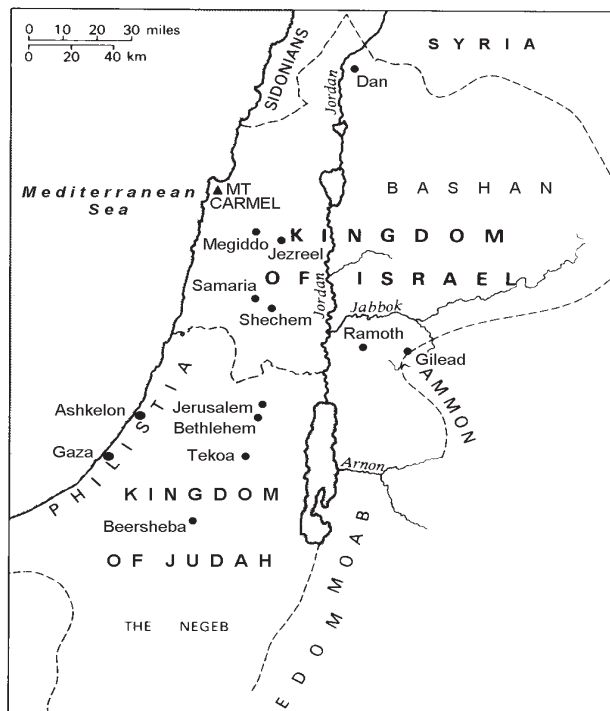 0 10 20 30 miles
0 20 40 km
SYRIA
SIDONIANS
Jordan
Dan
Mediterranean
Sea
MT
CARMEL
BASHAN
Megiddo
Jezreel
KINGDOM
OF ISRAEL
Samaria
Shechem
Jordan
Jabbok
Ramoth
Gilead
AMMON
PHILISTIA
Ashkelon
Jerusalem
Bethlehem
Gaza
Tekoa
Arnon
KINGDOM
Beersheba
OF JUDAH
MOAB
THE NEGEB
EDOM